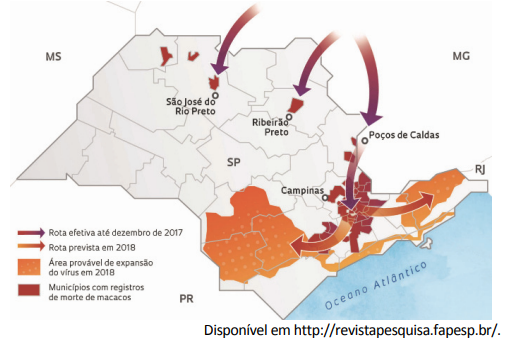 MS
MG
São José do
Rio Preto
Ribeirão
Preto
Poços de Caldas
SP
RJ
Campinas
Rota efetiva até dezembro de 2017
Rota prevista em 2018
Área provável de expansão
do vírus em 2018
Municípios com registros
de morte de macacos
PR
Oceano Atlântico
Disponível em http://revistapesquisa.fapesp.br/.